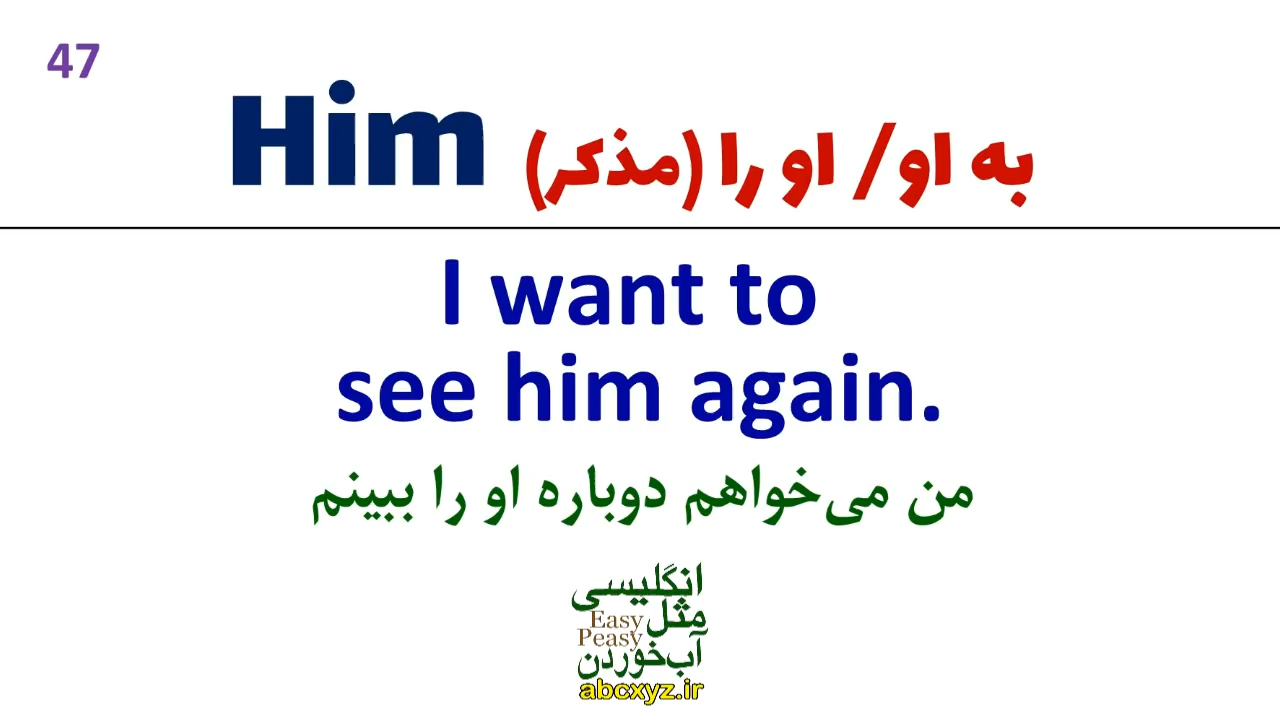 47
Him به او/ او را (مذکر)
I want to
see him again.
من می‌خواهم دوباره او را ببینم
انگلیسی
مثل Easy
Peasy
آب‌خوردن
abcxyz.ir